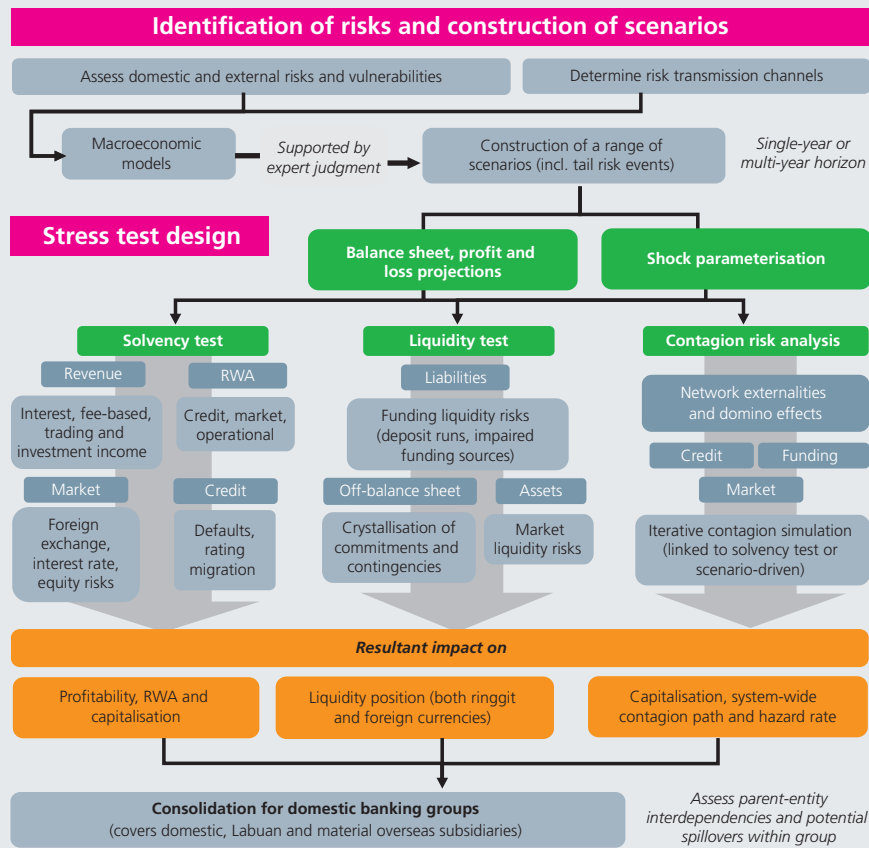 Identification of risks and construction of scenarios
Assess domestic and external risks and vulnerabilities
Determine risk transmission channels
Macroeconomic
models
Supported by
expert judgment
Construction of a range of
scenarios (incl. tail risk events)
Single-year or
multi-year horizon
Stress test design
Balance sheet, profit and
loss projections
Shock parameterisation
Solvency test
Revenue
RWA
Interest, fee-based,
trading and
investment income
Credit, market,
operational
Market
Credit
Foreign
exchange,
interest rate,
equity risks
Defaults,
rating
migration
Liquidity test
Liabilities
Funding liquidity risks
(deposit runs, impaired
funding sources)
Off-balance sheet
Assets
Crystallisation of
commitments and
contingencies
Market
liquidity risks
Contagion risk analysis
Network externalities
and domino effects
Credit
Funding
Market
Iterative contagion simulation
(linked to solvency test or
scenario-driven)
Resultant impact on
Profitability, RWA and
capitalisation
Liquidity position (both ringgit
and foreign currencies)
Capitalisation, system-wide
contagion path and hazard rate
Consolidation for domestic banking groups
(covers domestic, Labuan and material overseas subsidiaries)
Assess parent-entity
interdependencies and potential
spillovers within group